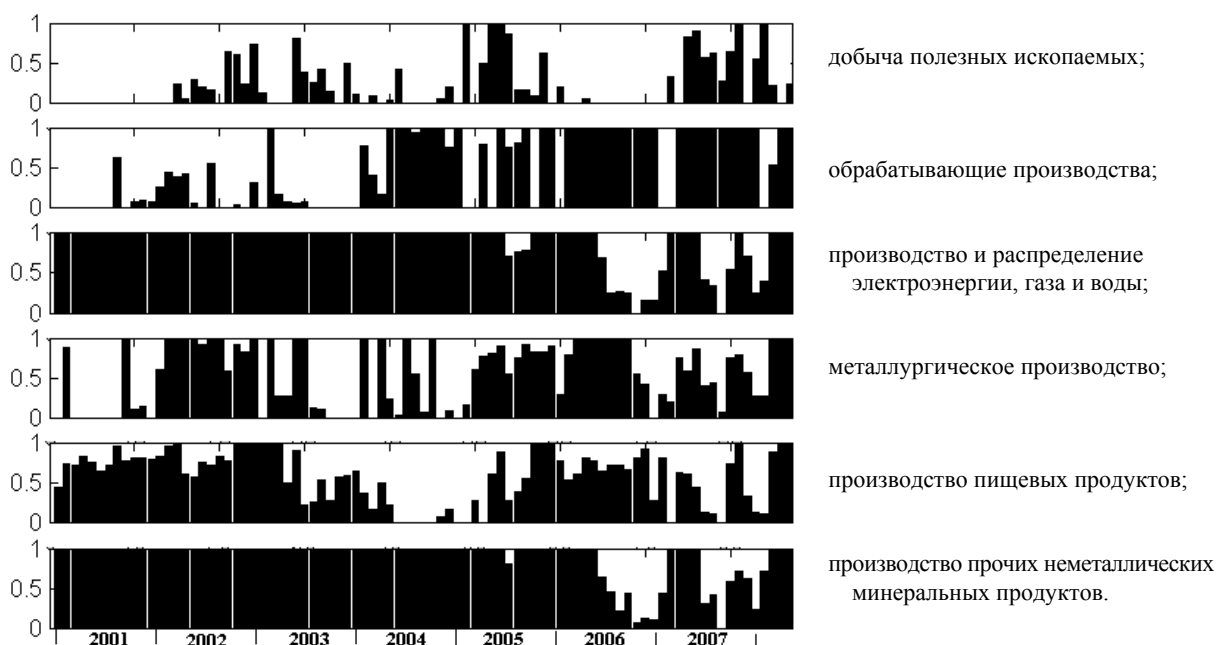 1
0.5
0
добыча полезных ископаемых;
1
0.5
0
обрабатывающие производства;
1
0.5
0
производство и распределение
электроэнергии, газа и воды;
1
0.5
0
металлургическое производство;
1
0.5
0
производство пищевых продуктов;
1
0.5
0
производство прочих неметаллических
минеральных продуктов.
2001 2002 2003 2004 2005 2006 2007